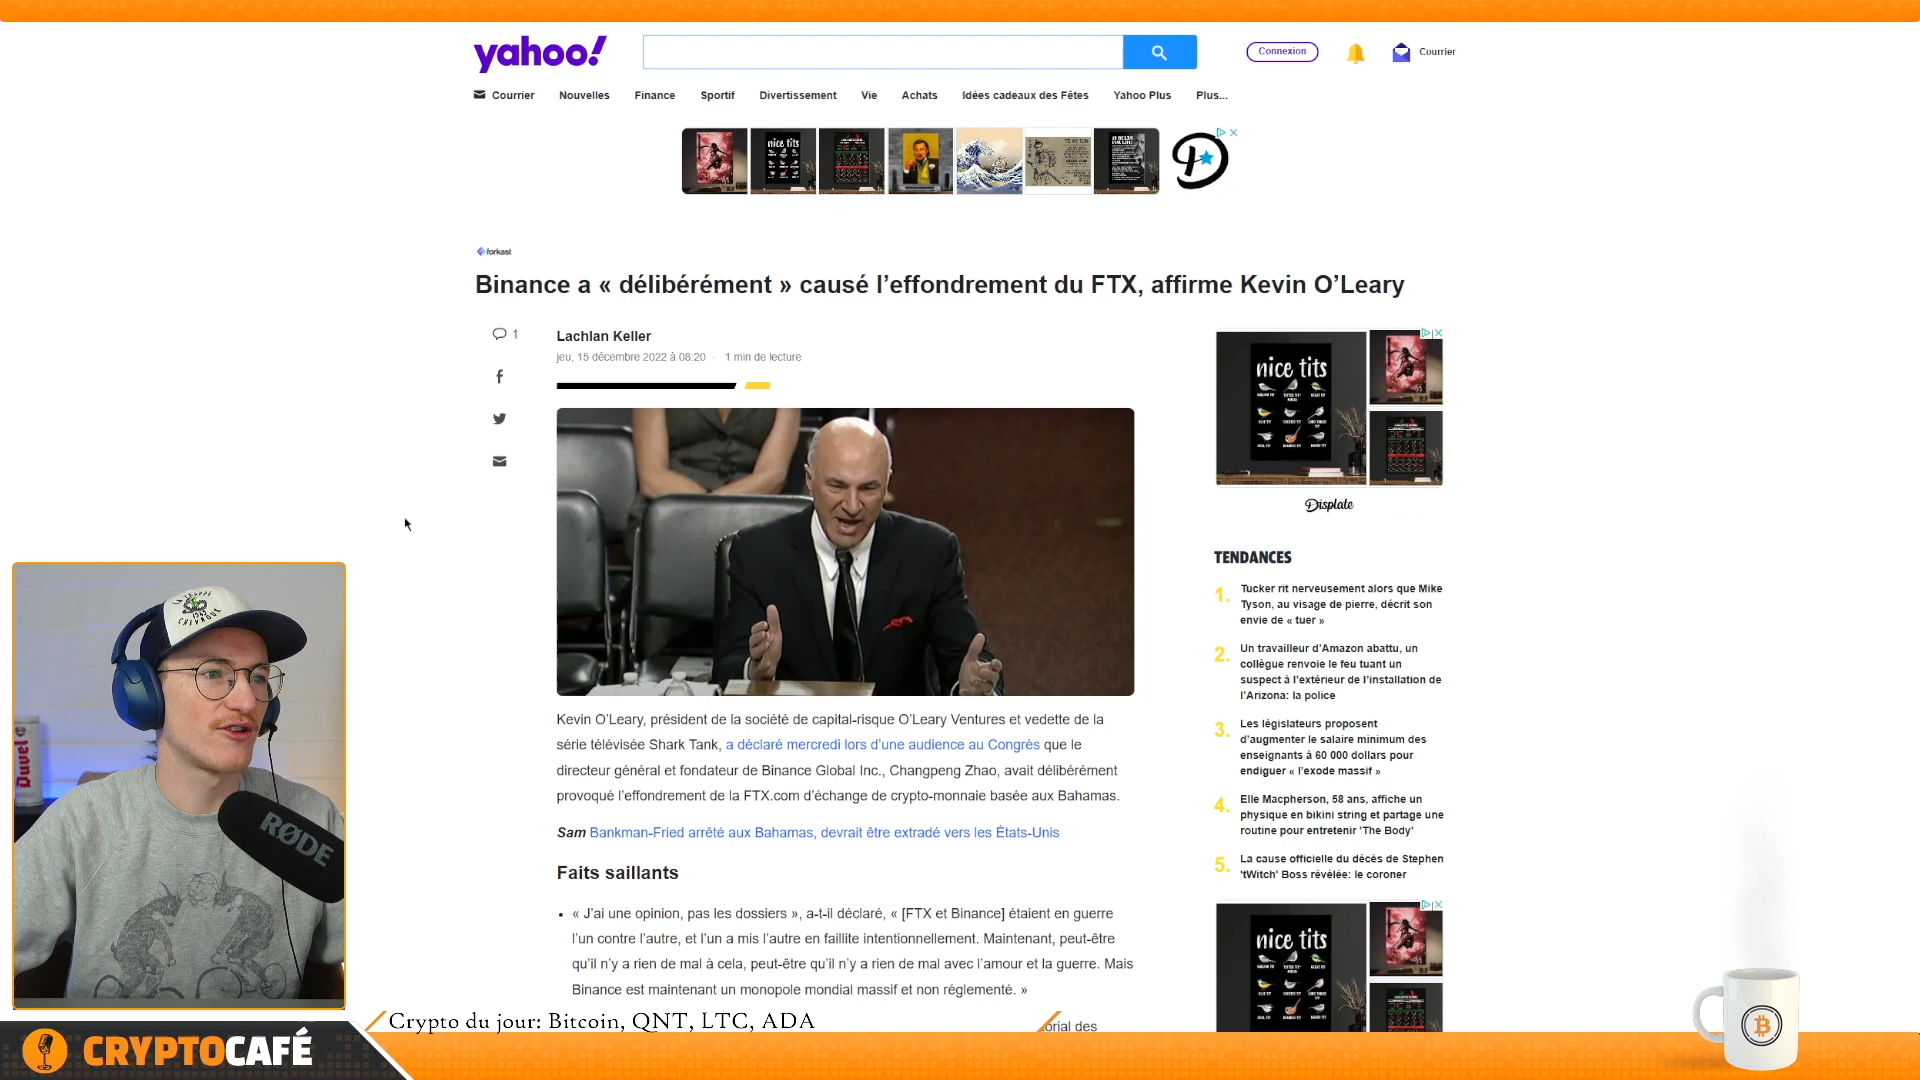 yahoo!
Connexion
Courrier
Courrier Nouvelles Finance Sportif Divertissement Vie Achats Idées cadeaux des Fêtes Yahoo Plus Plus...
nice tits
forkast
Binance a « délibérément » causé l’effondrement du FTX, affirme Kevin O’Leary
1
Lachlan Keller
jeu, 15 décembre 2022 à 08:20 · 1 min de lecture
Kevin O’Leary, président de la société de capital-risque O’Leary Ventures et vedette de la
série télévisée Shark Tank, a déclaré mercredi lors d’une audience au Congrès que le
directeur général et fondateur de Binance Global Inc., Changpeng Zhao, avait délibérément
provoqué l’effondrement de la FTX.com d’échange de crypto-monnaie basée aux Bahamas.
Sam Bankman-Fried arrêté aux Bahamas, devrait être extradé vers les États-Unis
Faits saillants
• « J’ai une opinion, pas les dossiers », a-t-il déclaré, « [FTX et Binance] étaient en guerre
l’un contre l’autre, et l’un a mis l’autre en faillite intentionnellement. Maintenant, peut-être
qu’il n’y a rien de mal à cela, peut-être qu’il n’y a rien de mal avec l’amour et la guerre. Mais
Binance est maintenant un monopole mondial massif et non réglementé. »
orial des
nice tits
Displate
TENDANCES
1. Tucker rit nerveusement alors que Mike
Tyson, au visage de pierre, décrit son
envie de « tuer »
2. Un travailleur d’Amazon abattu, un
collègue renvoie le feu tuant un
suspect à l’extérieur de l’installation de
l’Arizona: la police
3. Les législateurs proposent
d’augmenter le salaire minimum des
enseignants à 60 000 dollars pour
endiguer « l’exode massif »
4. Elle Macpherson, 58 ans, affiche un
physique en bikini string et partage une
routine pour entretenir 'The Body'
5. La cause officielle du décès de Stephen
'tWitch' Boss révélée: le coroner
nice tits
LA TRAPPE
CHEVROUX
Duvel
RØDE
Crypto du jour: Bitcoin, QNT, LTC, ADA
CRYPTOCAFÉ